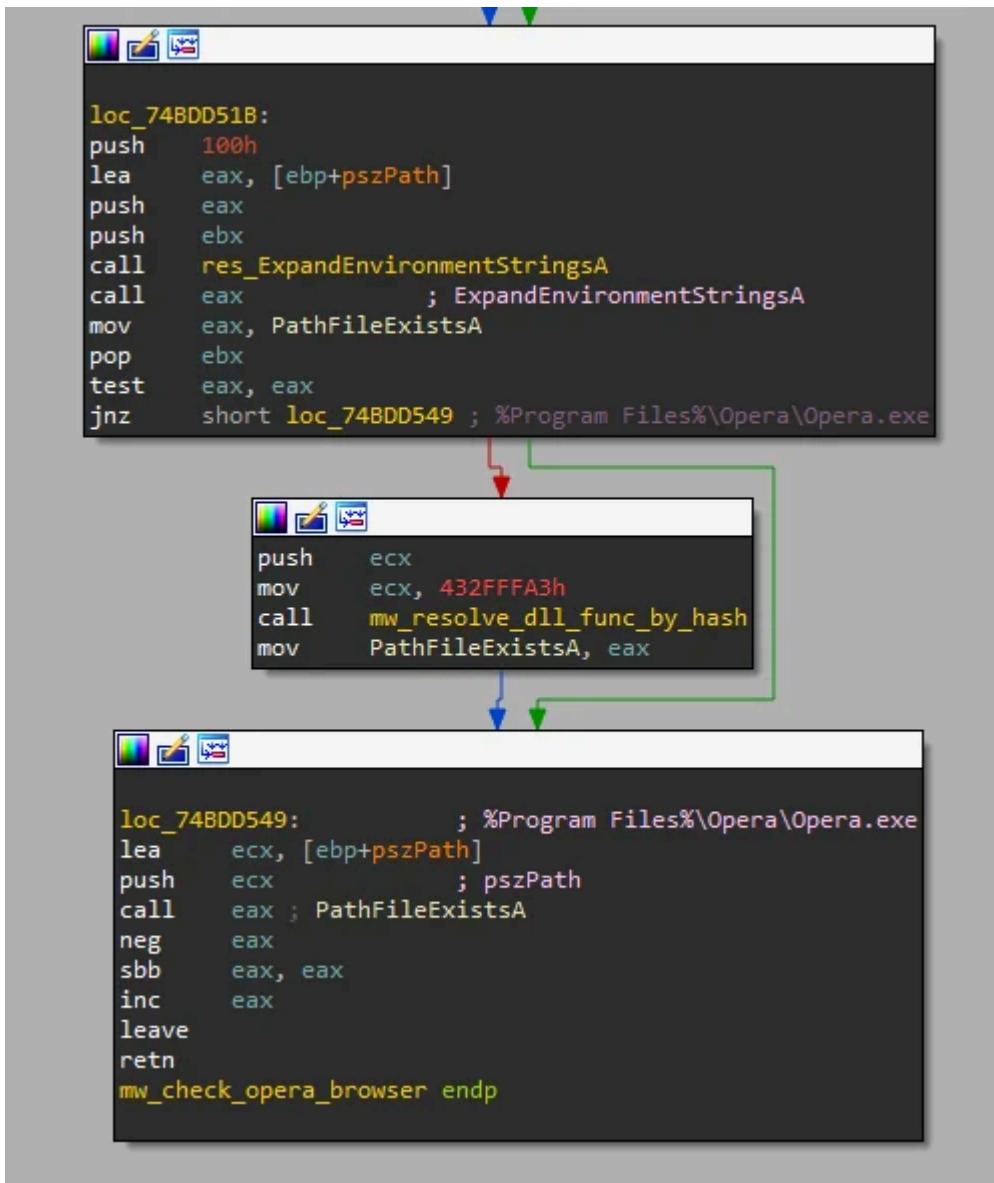 loc_74BDD51B:
push 100h
lea eax, [ebp+pszPath]
push eax
push ebx
call res_ExpandEnvironmentStringsA
call eax ; ExpandEnvironmentStringsA
mov eax, PathFileExistsA
pop ebx
test eax, eax
jnz short loc_74BDD549 ; %Program Files%\Opera\Opera.exe
push ecx
mov ecx, 432FFFA3h
call mw_resolve_dll_func_by_hash
mov PathFileExistsA, eax
loc_74BDD549: ; %Program Files%\Opera\Opera.exe
lea ecx, [ebp+pszPath]
push ecx ; pszPath
call eax ; PathFileExistsA
neg eax
sbb eax, eax
inc eax
leave
retn
mw_check_opera_browser endp